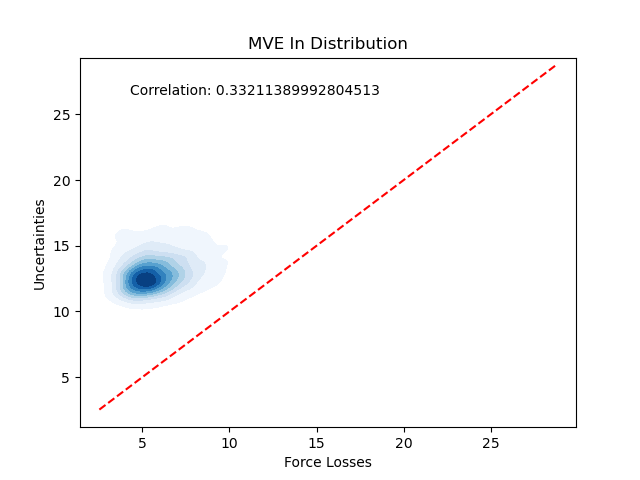 MVE In Distribution
Correlation: 0.33211389992804513
25
20
15
10
5
Uncertainties
5 10 15 20 25
Force Losses